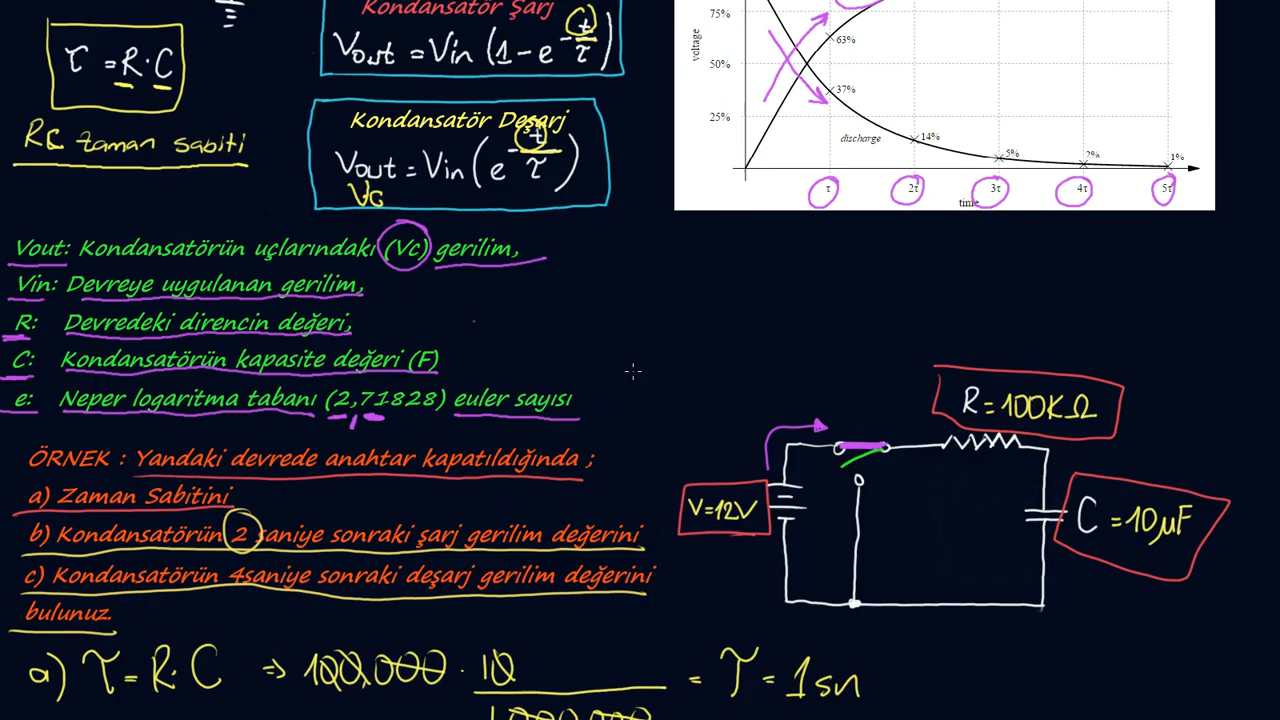 Kondansatör Şarj
Vout = Vin (1 - e^-t/τ)
τ = R.C
RC zaman sabiti
Kondansatör Deşarj
Vout = Vin (e^-t/τ)
Vc
75%
63%
50%
37%
25%
voltage
discharge
14%
5%
2%
1%
τ
2τ
3τ
4τ
5τ
time
Vout: Kondansatörün uçlarındaki (Vc) gerilim,
Vin: Devreye uygulanan gerilim,
R: Devredeki direncin değeri,
C: Kondansatörün kapasite değeri (F)
e: Neper logaritma tabanı (2,71828) euler sayısı
ÖRNEK : Yandaki devrede anahtar kapatıldığında ;
a) Zaman Sabitini
b) Kondansatörün 2 saniye sonraki şarj gerilim değerini
c) Kondansatörün 4saniye sonraki deşarj gerilim değerini
bulunuz.
R = 100KΩ
V=12V
C = 10µF
a) τ = R.C ⇒ 100.000 . 10 = τ = 1sn
1000.000